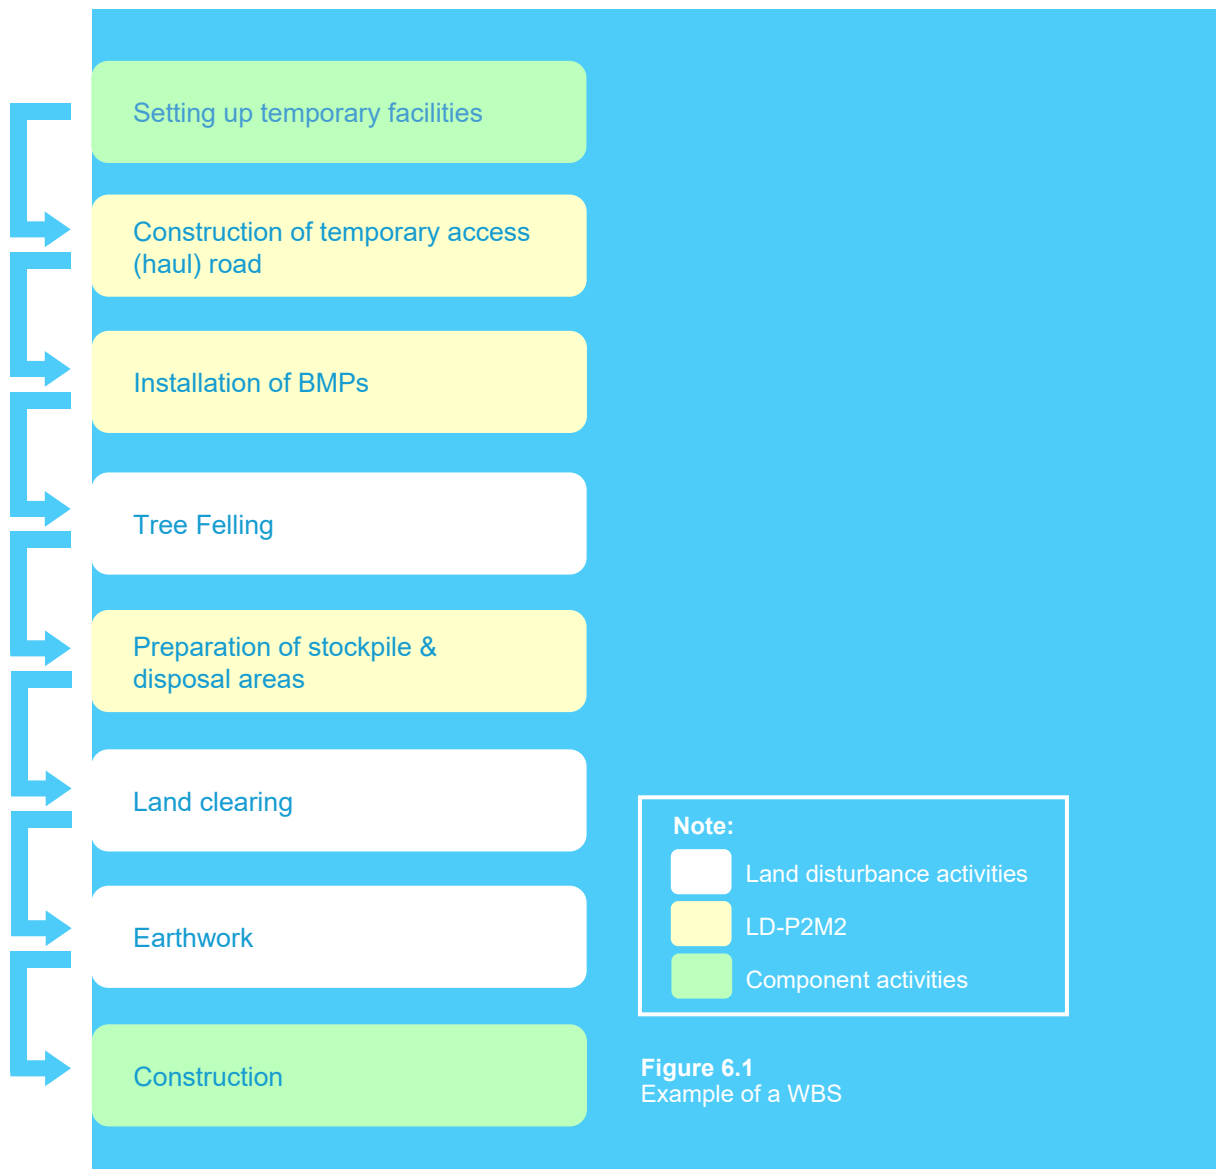 Setting up temporary facilities
Construction of temporary access
(haul) road
Installation of BMPs
Tree Felling
Preparation of stockpile &
disposal areas
Land clearing
Earthwork
Construction
Note:
Land disturbance activities
LD-P2M2
Component activities
Figure 6.1
Example of a WBS